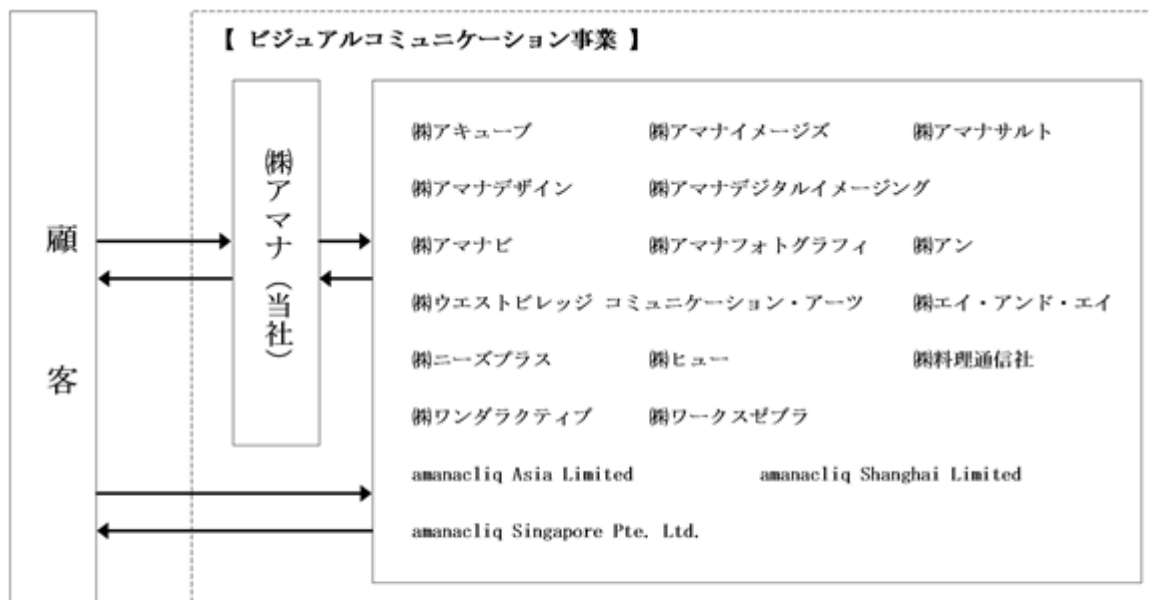 【 ビジュアルコミュニケーション事業 】
顧客
㈱アマナ（当社）
㈱アキューブ ㈱アマナイメージズ ㈱アマナサルト
㈱アマナデザイン ㈱アマナデジタルイメージング
㈱アマナビ ㈱アマナフォトグラフィ ㈱アン
㈱ウエストビレッジ コミュニケーション・アーツ ㈱エイ・アンド・エイ
㈱ニーズプラス ㈱ヒュー ㈱料理通信社
㈱ワンダラクティブ ㈱ワークスゼブラ
amanacliq Asia Limited amanacliq Shanghai Limited
amanacliq Singapore Pte. Ltd.